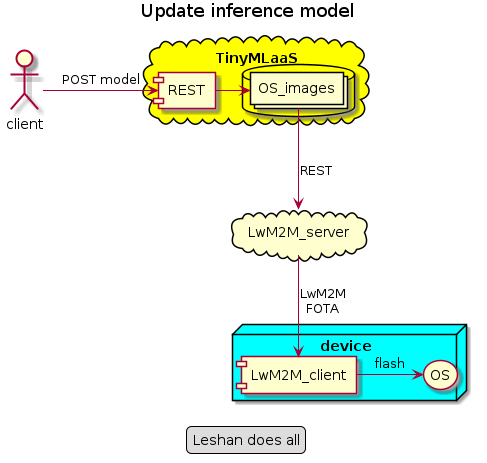 Update inference model
TinyMLaaS
POST model
REST
OS_images
client
REST
LwM2M_server
LwM2M
FOTA
device
flash
LwM2M_client
OS
Leshan does all